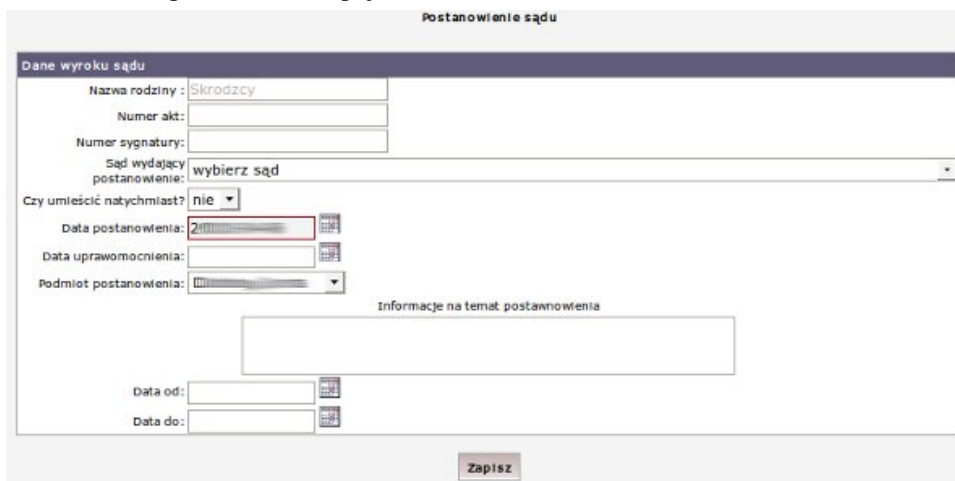 Postanowienie sądu
Dane wyroku sądu
Nazwa rodziny : Skrodzcy
Numer akt:
Numer sygnatury:
Sąd wydający
postanowienie: wybierz sąd
Czy umieścić natychmiast? nie
Data postanowienia: 2
Data uprawomocnienia:
Podmiot postanowienia:
Informacje na temat postawnowienia
Data od:
Data do:
Zapisz